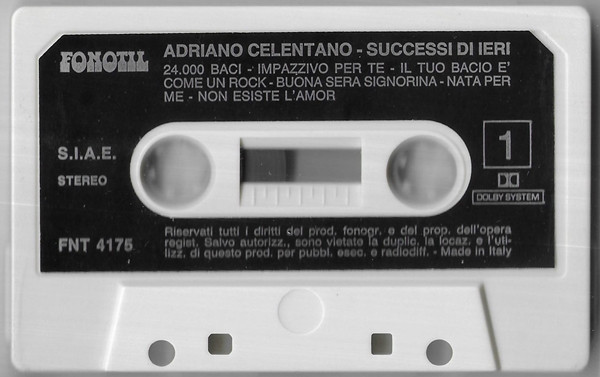 FONOTIL
ADRIANO CELENTANO - SUCCESSI DI IERI
24.000 BACI - IMPAZZIVO PER TE - IL TUO BACIO E'
COME UN ROCK - BUONA SERA SIGNORINA - NATA PER
ME - NON ESISTE L'AMOR
S.I.A.E.
STEREO
1
DOLBY SYSTEM
FNT 4175
Riservati tutti i diritti del prod. fonogr. e del prop. dell'opera
regist. Salvo autorizz., sono vietate la duplic. la locaz. e l'uti-
lizz. di questo prod. per pubbl. esec. e radiodiff. - Made in Italy